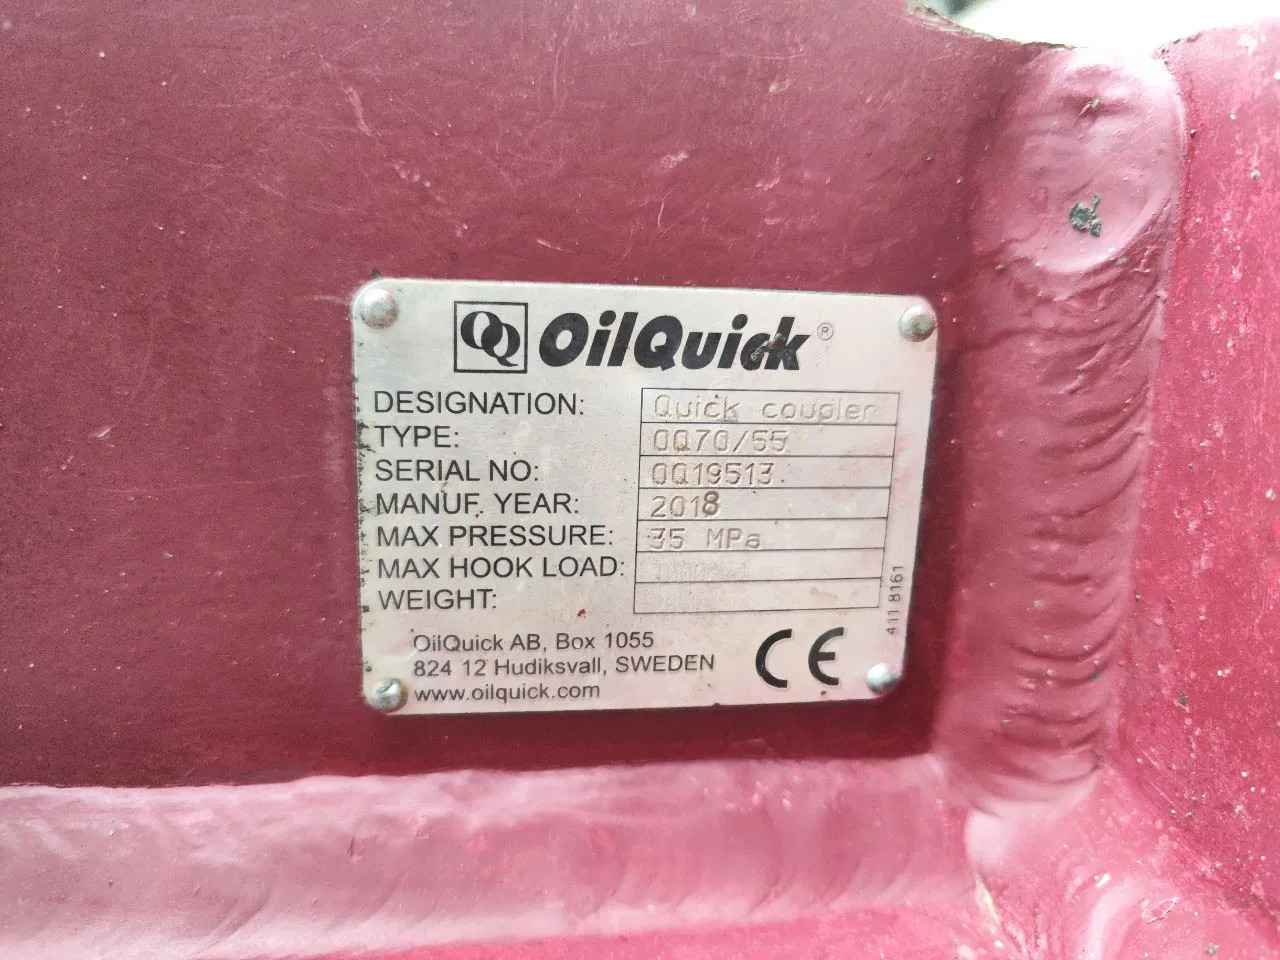 QQ OilQuick®
DESIGNATION: Quick coupler
TYPE: OQ70/55
SERIAL NO: OQ19513
MANUF. YEAR: 2018
MAX PRESSURE: 35 MPa
MAX HOOK LOAD:
WEIGHT:
411 8161
OilQuick AB, Box 1055
824 12 Hudiksvall, SWEDEN
www.oilquick.com
CE